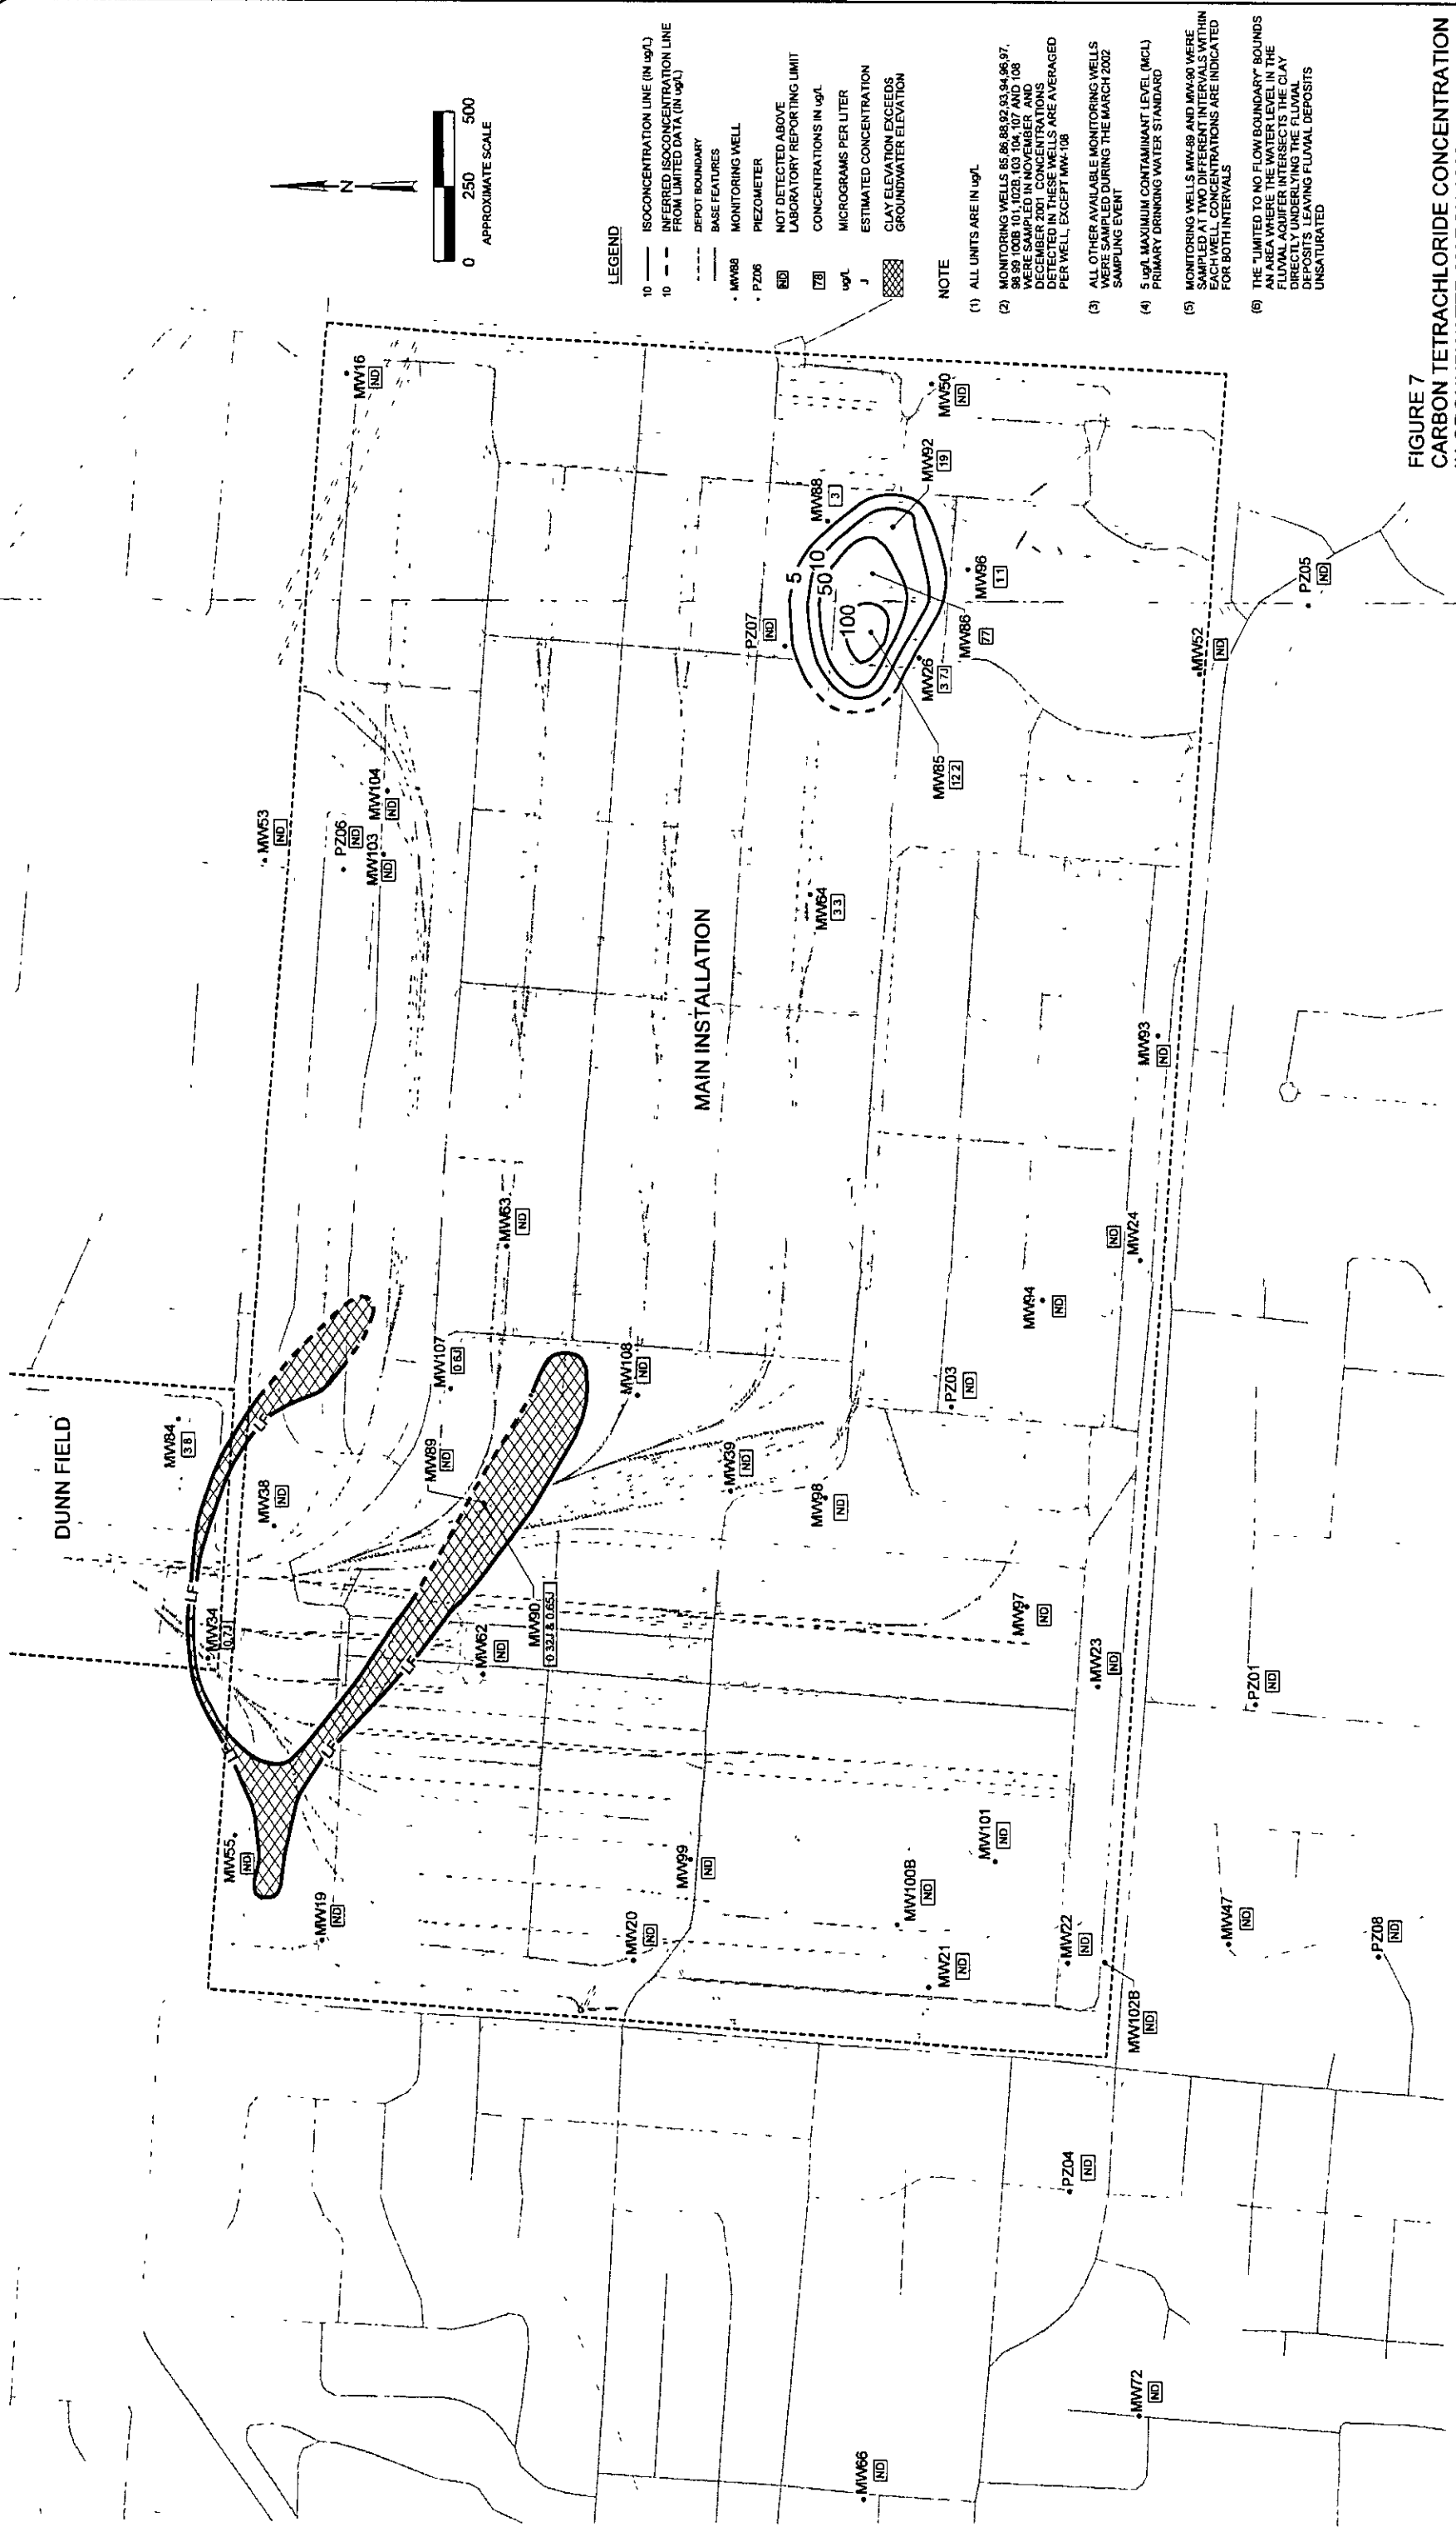 DUNN FIELD
MAIN INSTALLATION
N
0 250 500
APPROXIMATE SCALE
LEGEND
10 ISOCONCENTRATION LINE (IN ug/L)
10 INFERRED ISOCONCENTRATION LINE
FROM LIMITED DATA (IN ug/L)
DEPOT BOUNDARY
BASE FEATURES
MW88 MONITORING WELL
PZ06 PIEZOMETER
ND NOT DETECTED ABOVE
LABORATORY REPORTING LIMIT
78 CONCENTRATIONS IN ug/L
ug/L MICROGRAMS PER LITER
J ESTIMATED CONCENTRATION
CLAY ELEVATION EXCEEDS
GROUNDWATER ELEVATION
NOTE
(1) ALL UNITS ARE IN ug/L
(2) MONITORING WELLS 85,86,88,92,93,94,96,97,
98 99 100B 101,102B,103 104,107 AND 108
WERE SAMPLED IN NOVEMBER AND
DECEMBER 2001 CONCENTRATIONS
DETECTED IN THESE WELLS ARE AVERAGED
PER WELL, EXCEPT MW-108
(3) ALL OTHER AVAILABLE MONITORING WELLS
WERE SAMPLED DURING THE MARCH 2002
SAMPLING EVENT
(4) 5 ug/L MAXIMUM CONTAMINANT LEVEL (MCL)
PRIMARY DRINKING WATER STANDARD
(5) MONITORING WELLS MW-89 AND MW-90 WERE
SAMPLED AT TWO DIFFERENT INTERVALS WITHIN
EACH WELL CONCENTRATIONS ARE INDICATED
FOR BOTH INTERVALS
(6) THE "LIMITED TO NO FLOW BOUNDARY" BOUNDS
AN AREA WHERE THE WATER LEVEL IN THE
FLUVIAL AQUIFER INTERSECTS THE CLAY
DIRECTLY UNDERLYING THE FLUVIAL
DEPOSITS LEAVING FLUVIAL DEPOSITS
UNSATURATED
MW16
ND
MW53
ND
PZ06
ND
MW103
ND
MW104
ND
MW84
3 8
MW38
ND
MW34
0.7J
LF
LF
LF
LF
LF
LF
MW55
ND
MW19
ND
MW107
0 6J
MW63
ND
MW89
ND
MW62
ND
MW90
0 32J & 0.65J
MW108
ND
MW20
ND
MW99
ND
MW39
ND
MW98
ND
MW64
3 3
PZ07
ND
5
10
50
100
MW88
3
MW92
19
MW50
ND
MW96
1 1
MW86
77
MW26
3 7J
MW85
12 2
MW52
ND
PZ05
ND
MW93
ND
MW24
ND
MW94
ND
PZ03
ND
MW97
ND
MW23
ND
PZ01
ND
MW101
ND
MW100B
ND
MW21
ND
MW22
ND
MW102B
ND
MW47
ND
PZ08
ND
PZ04
ND
MW72
ND
MW66
ND
FIGURE 7
CARBON TETRACHLORIDE CONCENTRATION